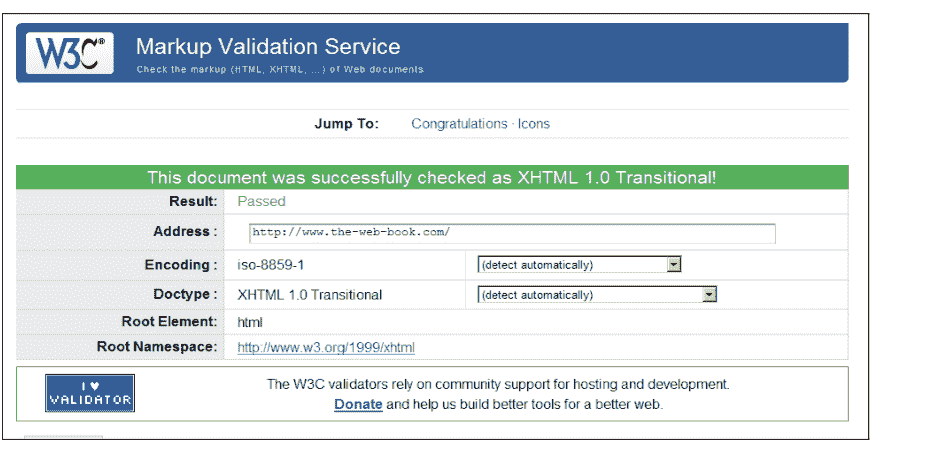 W3C® Markup Validation Service
Check the markup (HTML, XHTML, ...) of Web documents
Jump To: Congratulations · Icons
This document was successfully checked as XHTML 1.0 Transitional!
Result: Passed
Address : http://www.the-web-book.com/
Encoding : iso-8859-1 (detect automatically)
Doctype : XHTML 1.0 Transitional (detect automatically)
Root Element: html
Root Namespace: http://www.w3.org/1999/xhtml
I ♥ VALIDATOR
The W3C validators rely on community support for hosting and development.
Donate and help us build better tools for a better web.